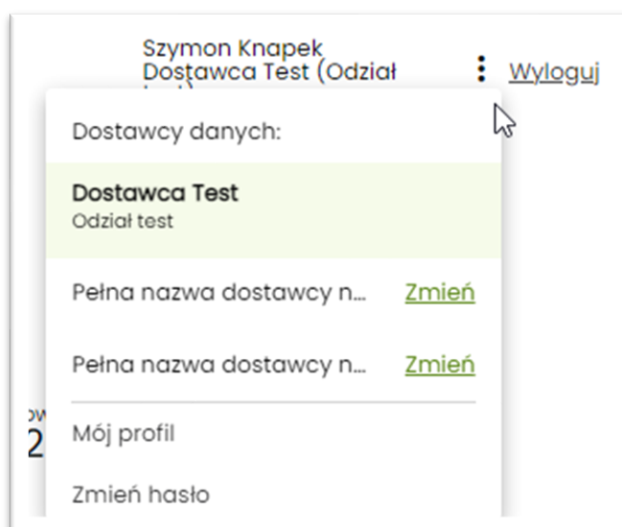 Szymon Knapek
Dostawca Test (Odział
Wyloguj
Dostawcy danych:
Dostawca Test
Odział test
Pełna nazwa dostawcy n... Zmień
Pełna nazwa dostawcy n... Zmień
2
Mój profil
Zmień hasło